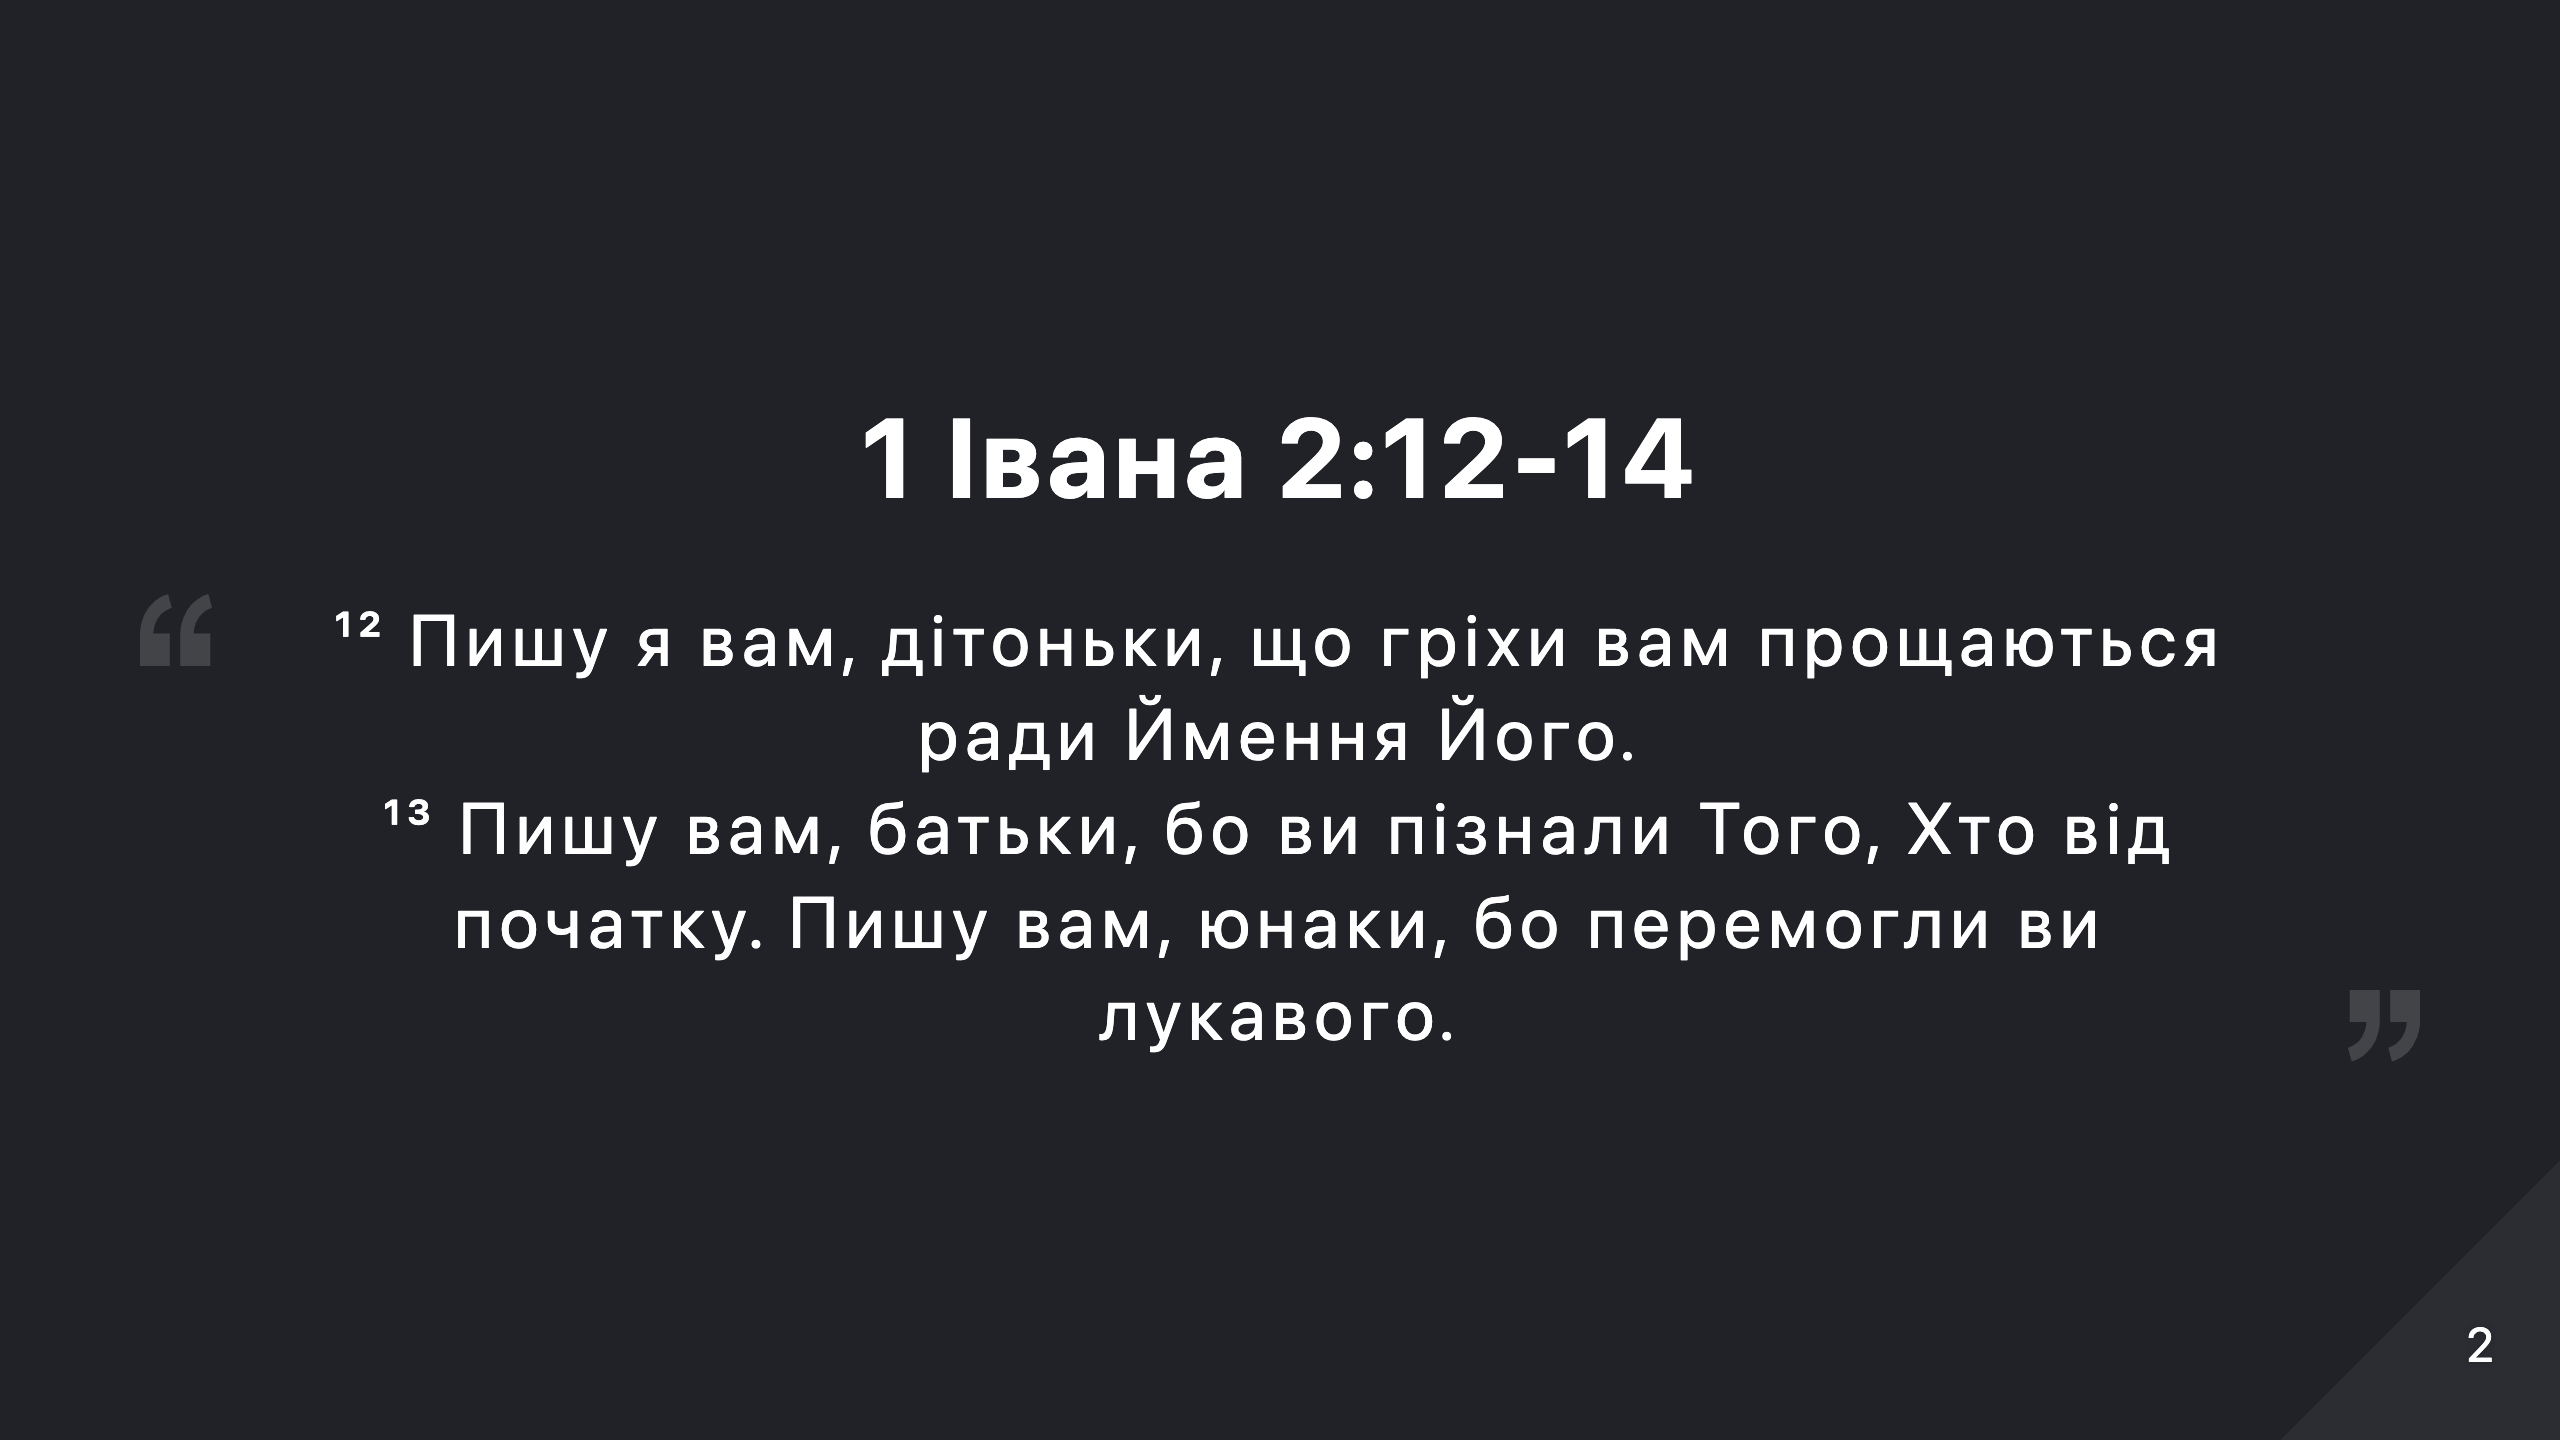 1 Івана 2:12-14
“ ¹² Пишу я вам, дітоньки, що гріхи вам прощаються
ради Ймення Його.
¹³ Пишу вам, батьки, бо ви пізнали Того, Хто від
початку. Пишу вам, юнаки, бо перемогли ви
лукавого. ”
2